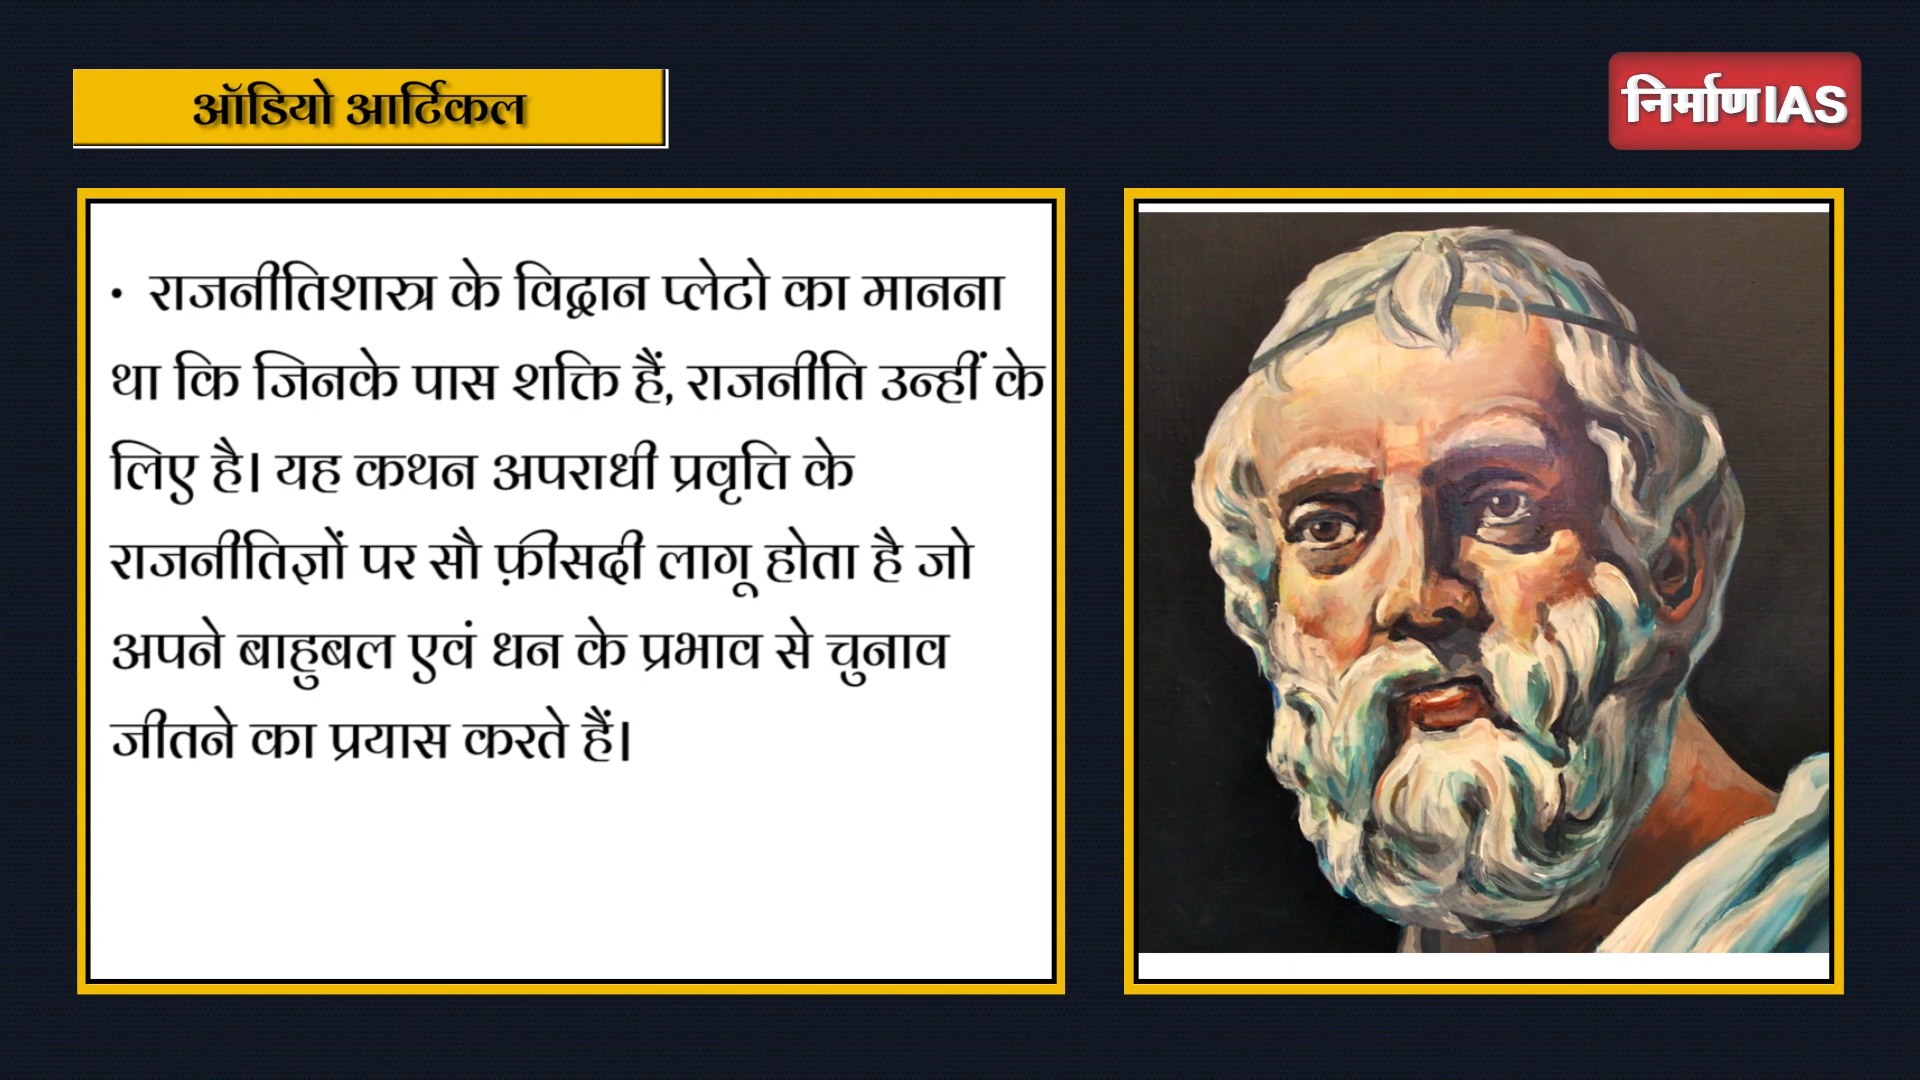 ऑडियो आर्टिकल
निर्माण IAS
• राजनीतिशास्त्र के विद्वान प्लेटो का मानना
था कि जिनके पास शक्ति हैं, राजनीति उन्हीं के
लिए है। यह कथन अपराधी प्रवृत्ति के
राजनीतिज्ञों पर सौ फ़ीसदी लागू होता है जो
अपने बाहुबल एवं धन के प्रभाव से चुनाव
जीतने का प्रयास करते हैं।